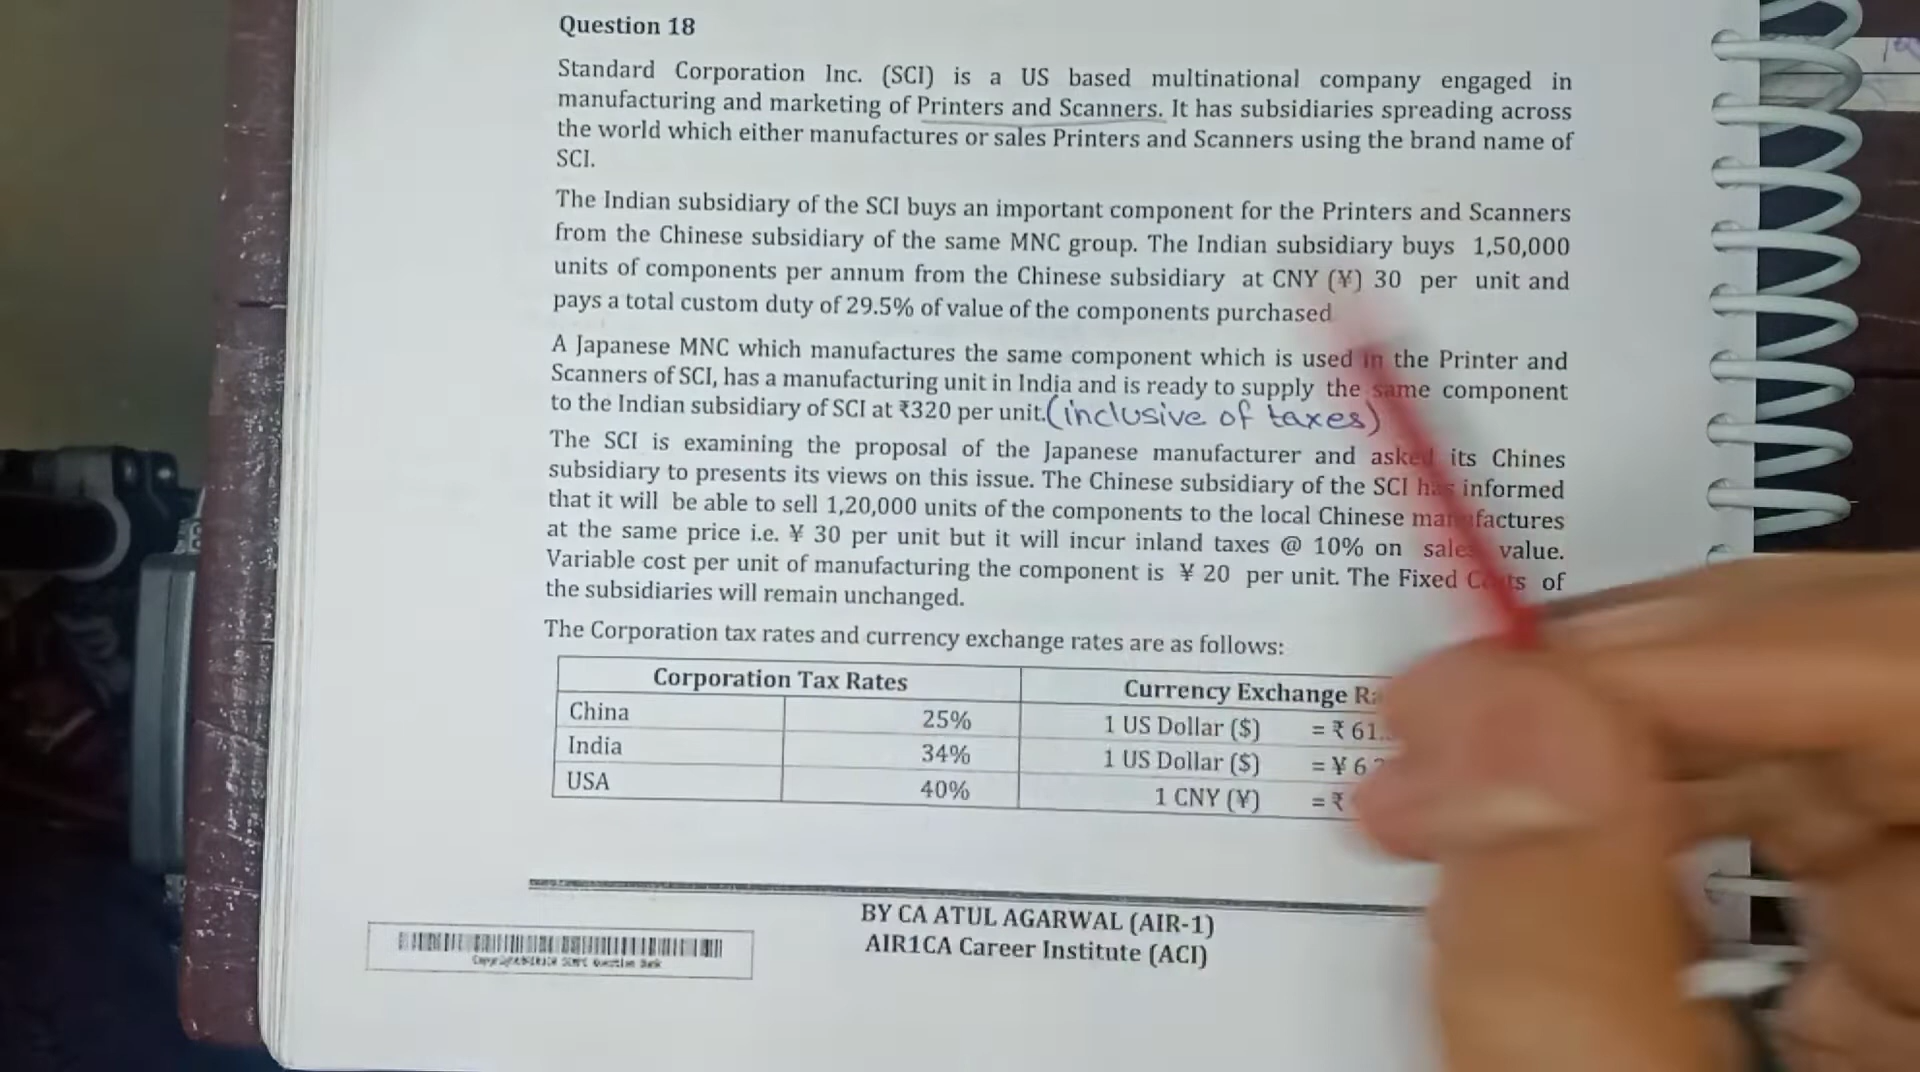 Question 18
Standard Corporation Inc. (SCI) is a US based multinational company engaged in
manufacturing and marketing of Printers and Scanners. It has subsidiaries spreading across
the world which either manufactures or sales Printers and Scanners using the brand name of
SCI.
The Indian subsidiary of the SCI buys an important component for the Printers and Scanners
from the Chinese subsidiary of the same MNC group. The Indian subsidiary buys 1,50,000
units of components per annum from the Chinese subsidiary at CNY (¥) 30 per unit and
pays a total custom duty of 29.5% of value of the components purchased
A Japanese MNC which manufactures the same component which is used in the Printer and
Scanners of SCI, has a manufacturing unit in India and is ready to supply the same component
to the Indian subsidiary of SCI at ₹320 per unit. (inclusive of taxes)
The SCI is examining the proposal of the Japanese manufacturer and asked its Chines
subsidiary to presents its views on this issue. The Chinese subsidiary of the SCI has informed
that it will be able to sell 1,20,000 units of the components to the local Chinese manufactures
at the same price i.e. ¥ 30 per unit but it will incur inland taxes @ 10% on sales value.
Variable cost per unit of manufacturing the component is ¥ 20 per unit. The Fixed Costs of
the subsidiaries will remain unchanged.
The Corporation tax rates and currency exchange rates are as follows:
Corporation Tax Rates Currency Exchange
China 25% 1 US Dollar ($) = ₹ 61.
India 34% 1 US Dollar ($) = ¥ 6
USA 40% 1 CNY (¥) = ₹
BY CA ATUL AGARWAL (AIR-1)
AIR1CA Career Institute (ACI)